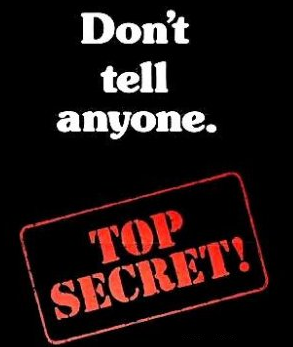 Don't
tell
anyone.
TOP
SECRET!